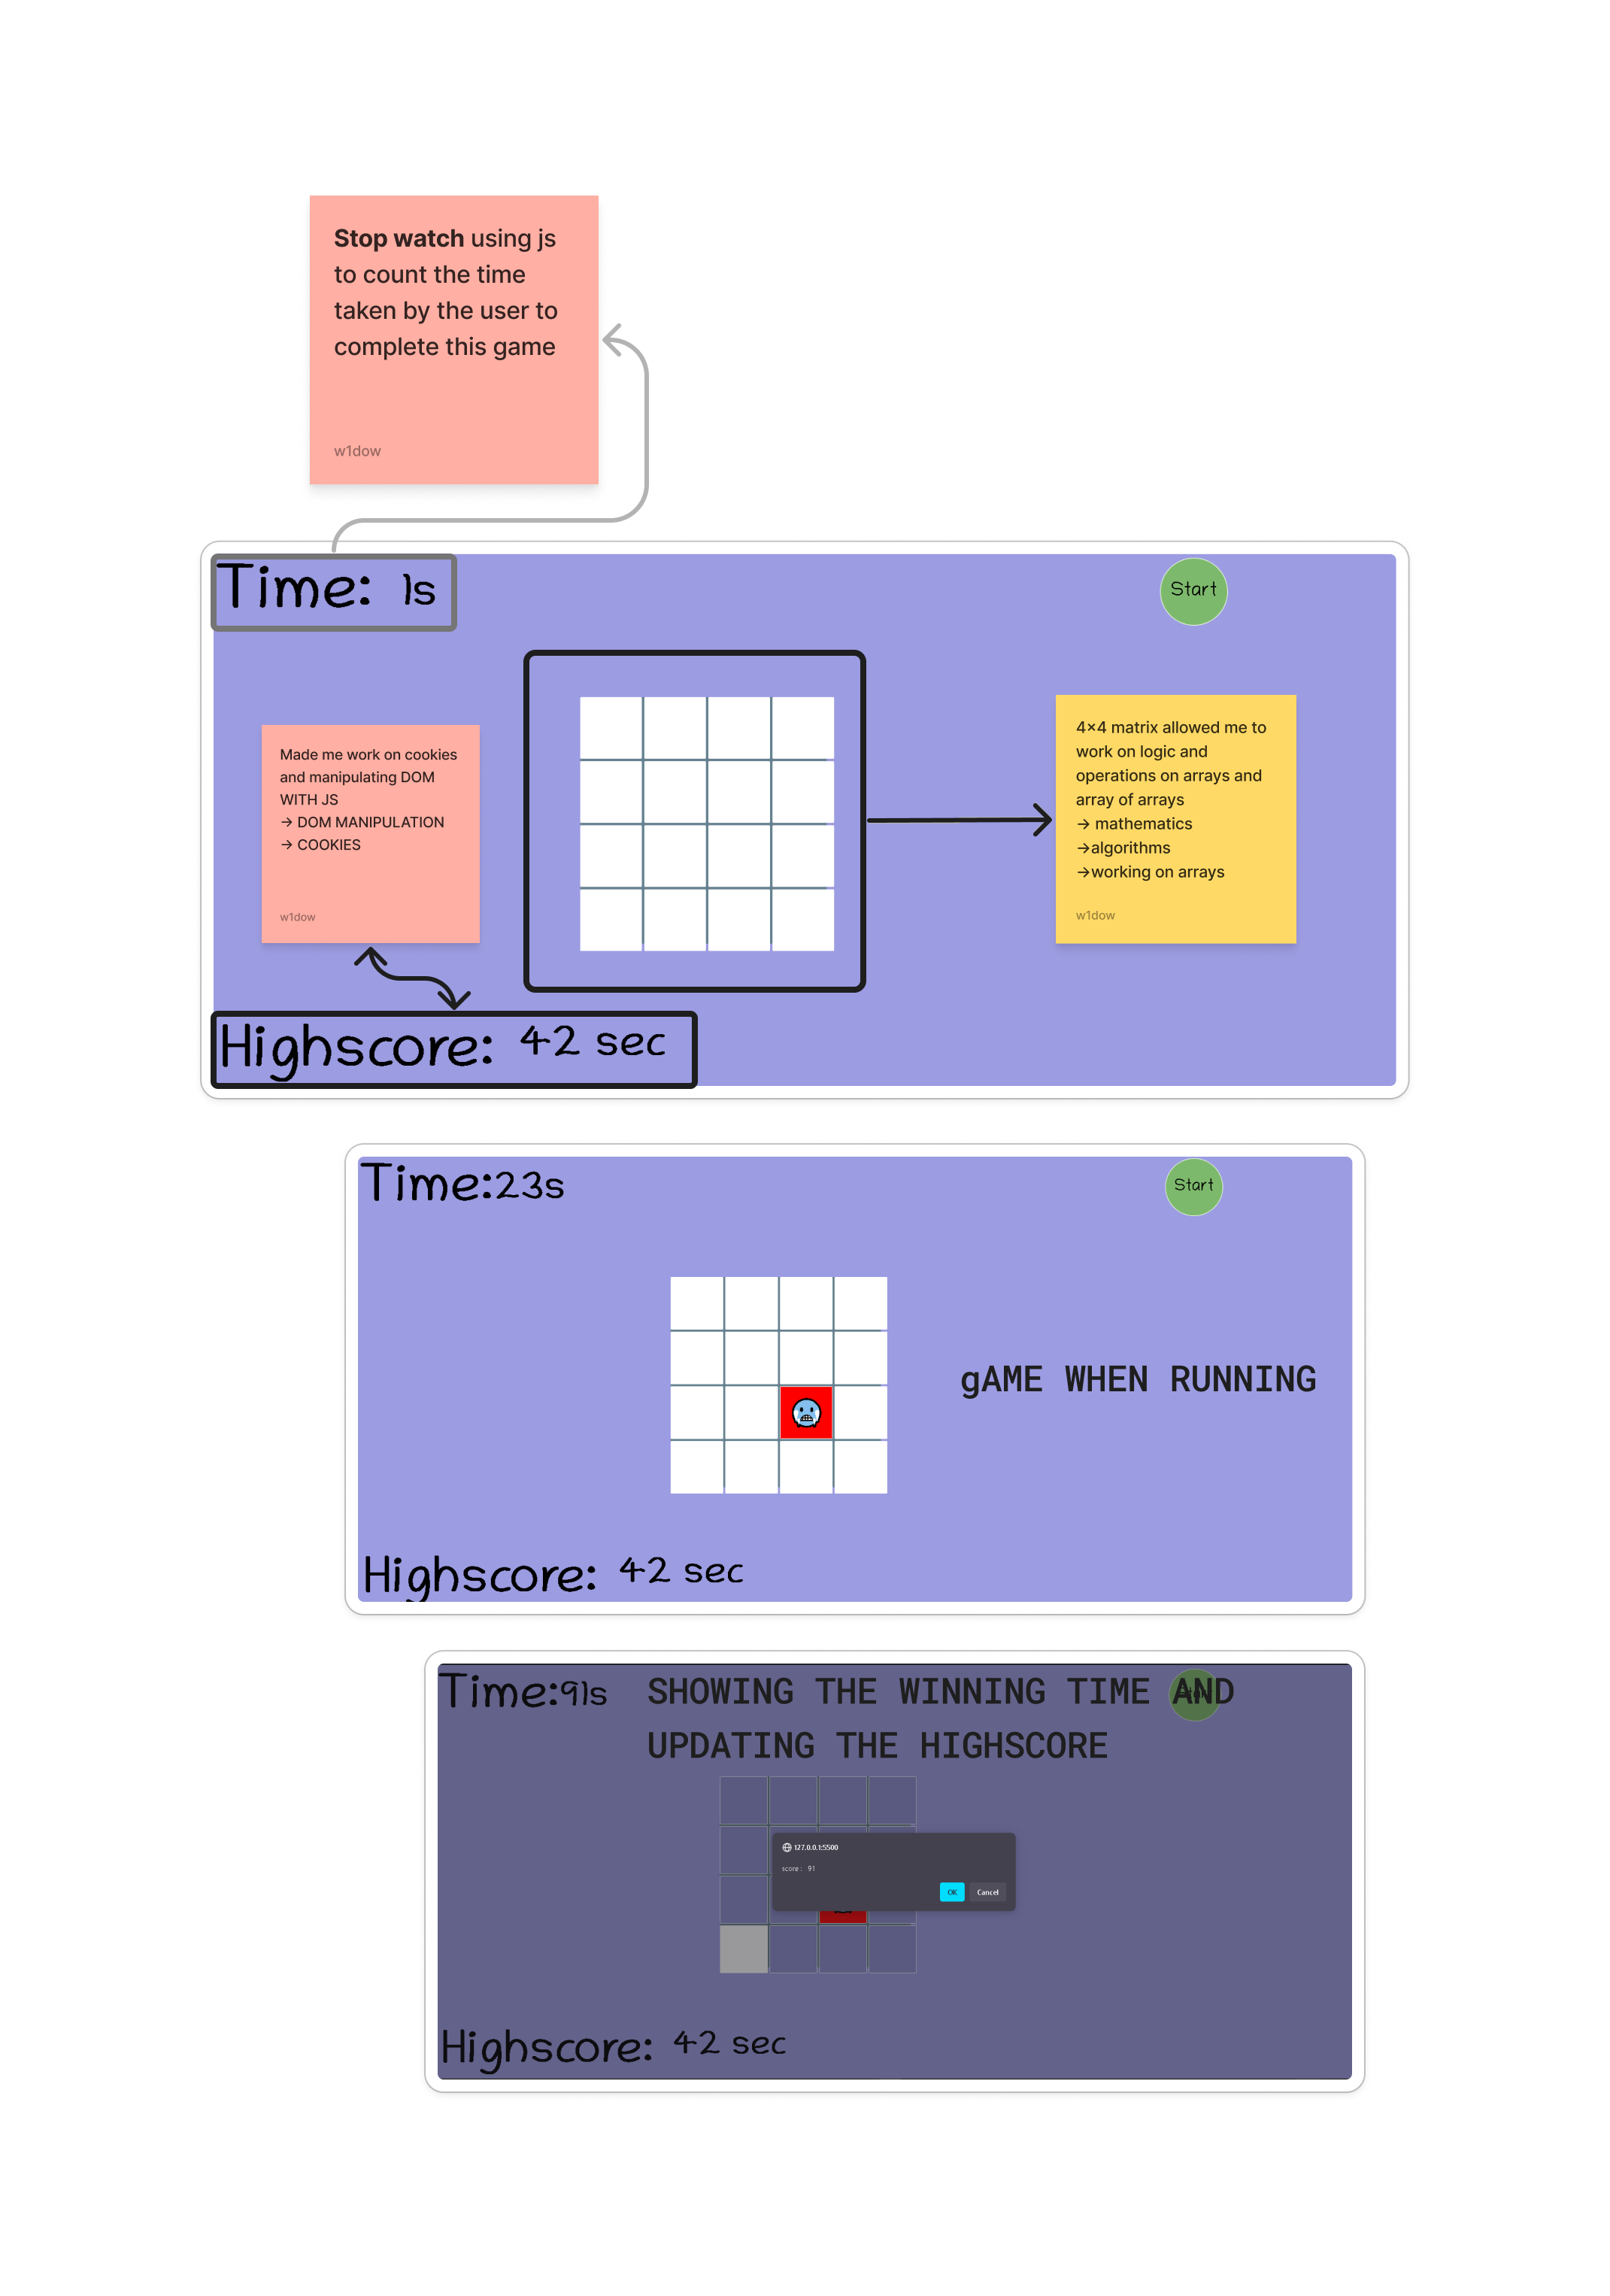 Stop watch using js
to count the time
taken by the user to
complete this game
w1dow
Time: 1s
Start
Made me work on cookies
and manipulating DOM
WITH JS
→ DOM MANIPULATION
→ COOKIES
w1dow
4x4 matrix allowed me to
work on logic and
operations on arrays and
array of arrays
→ mathematics
→algorithms
→working on arrays
w1dow
Highscore: 42 sec
Time:23s
Start
gAME WHEN RUNNING
Highscore: 42 sec
Time:91s
SHOWING THE WINNING TIME AND
UPDATING THE HIGHSCORE
127.0.0.1:5500
score : 91
OK
Cancel
Highscore: 42 sec